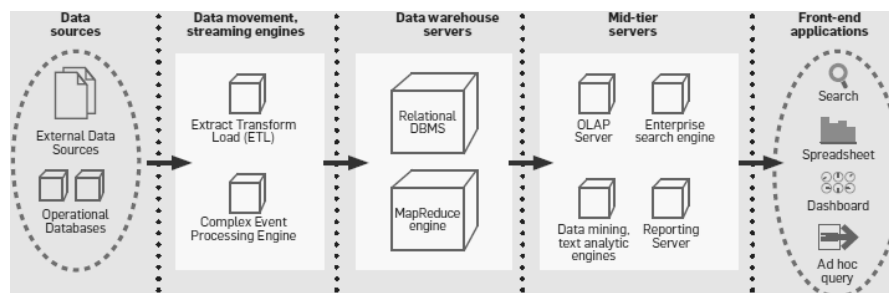 Data
sources
Data movement,
streaming engines
Data warehouse
servers
Mid-tier
servers
Front-end
applications
External Data
Sources
Operational
Databases
Extract Transform
Load (ETL)
Complex Event
Processing Engine
Relational
DBMS
MapReduce
engine
OLAP
Server
Enterprise
search engine
Data mining,
text analytic
engines
Reporting
Server
Search
Spreadsheet
Dashboard
Ad hoc
query